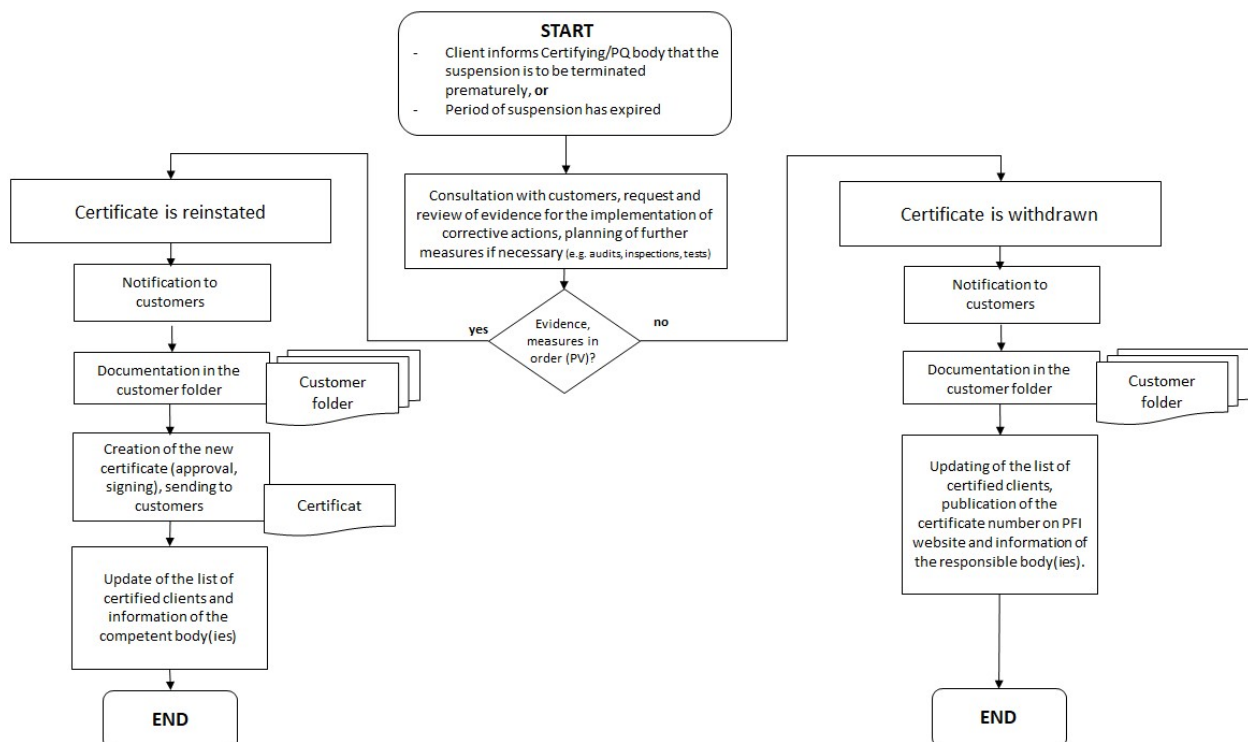 START
- Client informs Certifying/PQ body that the
suspension is to be terminated
prematurely, or
- Period of suspension has expired
Consultation with customers, request and
review of evidence for the implementation of
corrective actions, planning of further
measures if necessary (e.g. audits, inspections, tests)
yes
Evidence,
measures in
order (PV)?
no
Certificate is reinstated
Notification to
customers
Documentation in the
customer folder
Customer
folder
Creation of the new
certificate (approval,
signing), sending to
customers
Certificat
Update of the list of
certified clients and
information of the
competent body(ies)
END
Certificate is withdrawn
Notification to
customers
Documentation in the
customer folder
Customer
folder
Updating of the list of
certified clients,
publication of the
certificate number on PFI
website and information of
the responsible body(ies).
END